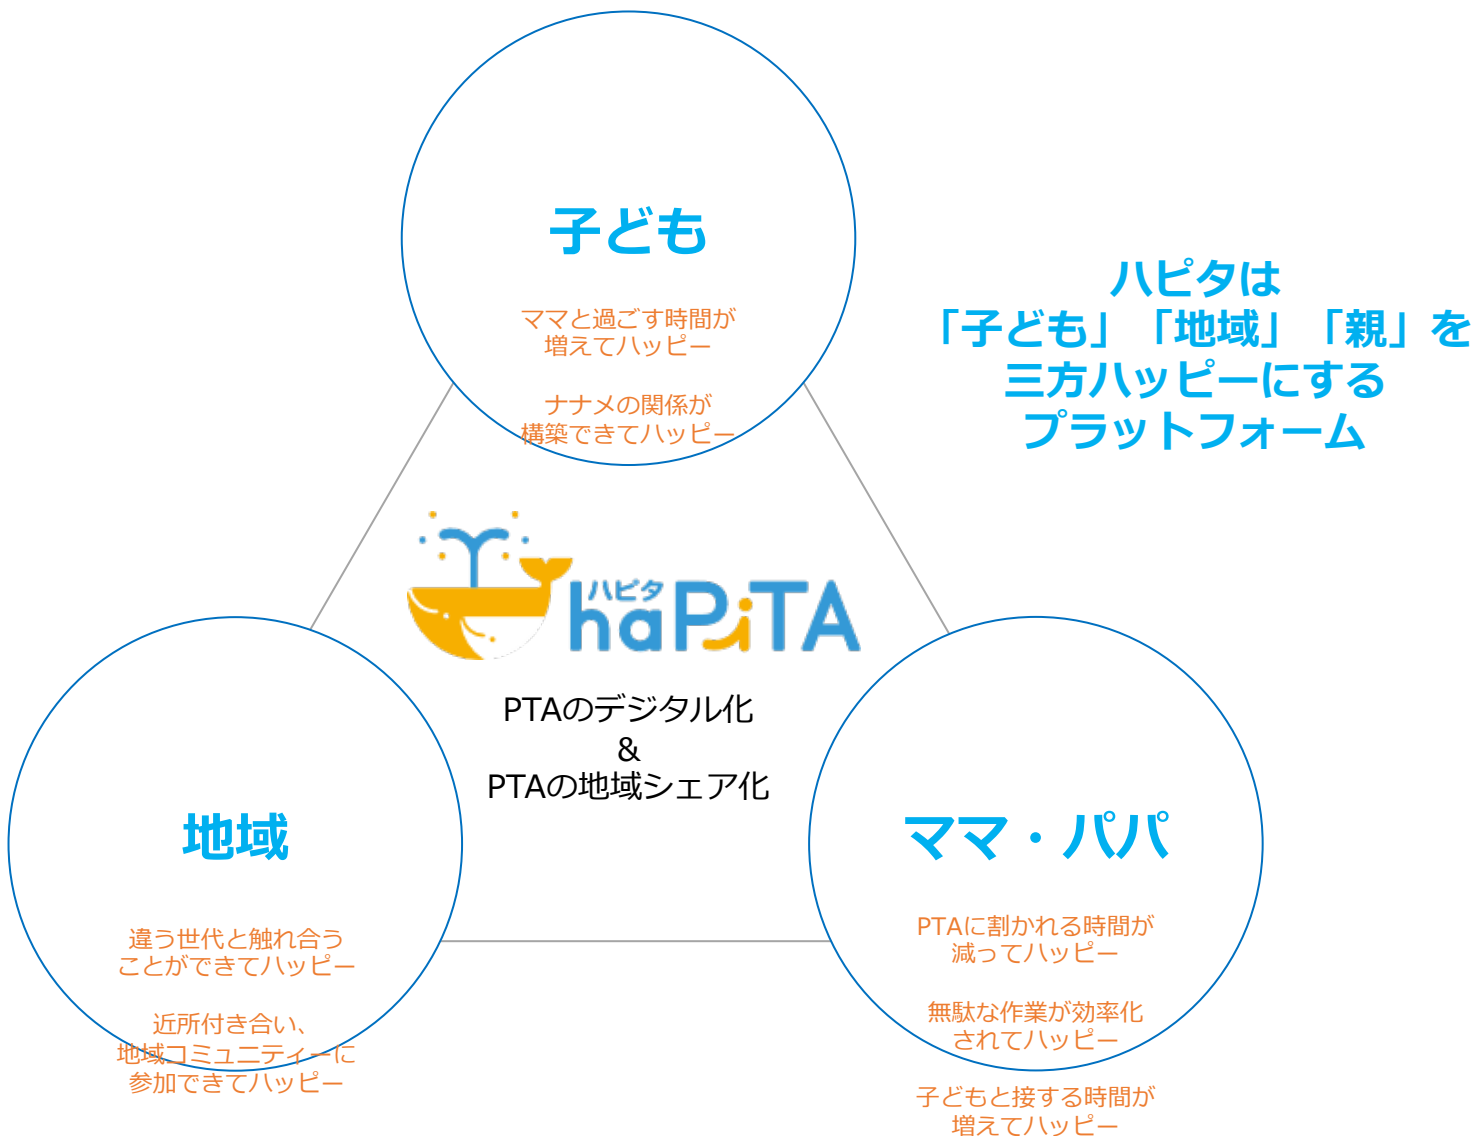 子ども
ママと過ごす時間が
増えてハッピー
ナナメの関係が
構築できてハッピー
ハピタは
「子ども」「地域」「親」を
三方ハッピーにする
プラットフォーム
ハピタ
haPiTA
PTAのデジタル化
&
PTAの地域シェア化
地域
違う世代と触れ合う
ことができてハッピー
近所付き合い、
地域コミュニティーに
参加できてハッピー
ママ・パパ
PTAに割かれる時間が
減ってハッピー
無駄な作業が効率化
されてハッピー
子どもと接する時間が
増えてハッピー